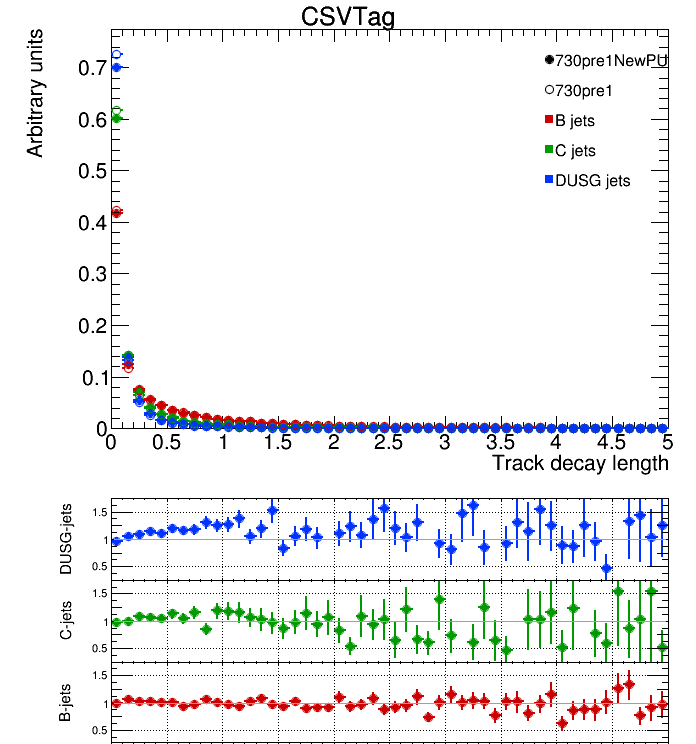 CSVTag
Arbitrary units
730pre1NewPU
730pre1
B jets
C jets
DUSG jets
0.7
0.6
0.5
0.4
0.3
0.2
0.1
0
0 0.5 1 1.5 2 2.5 3 3.5 4 4.5 5
Track decay length
DUSG-jets
1.5
1
0.5
C-jets
1.5
1
0.5
B-jets
1.5
1
0.5